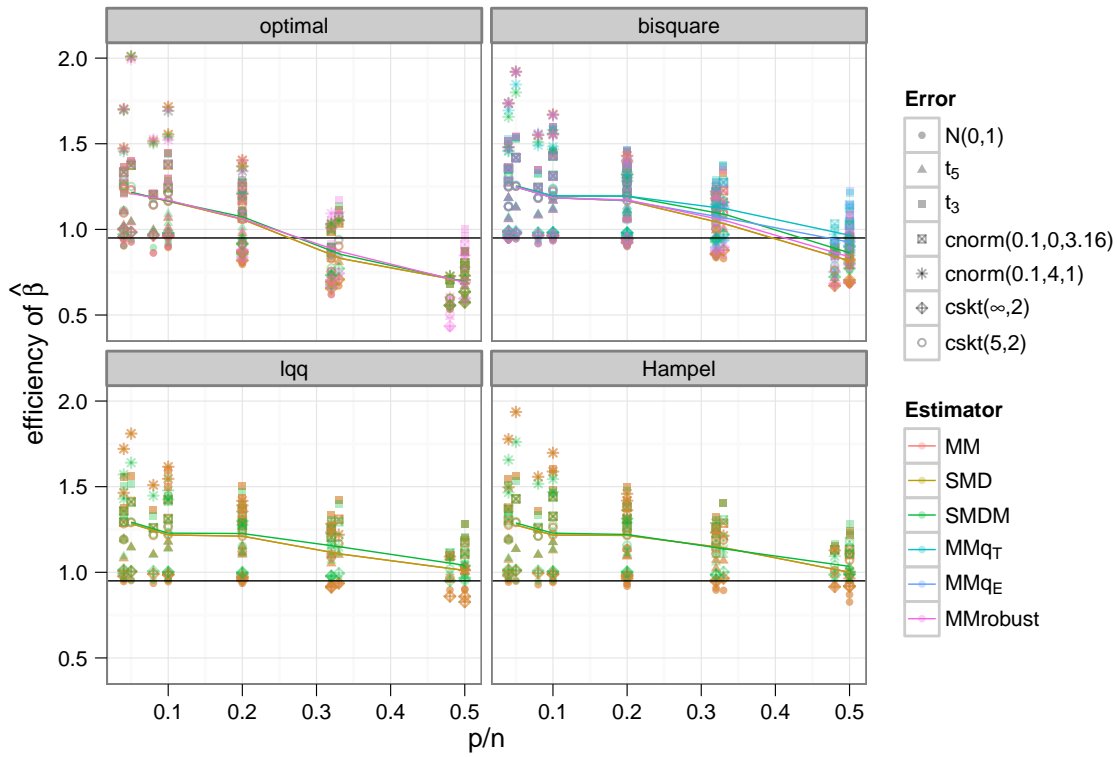 optimal
bisquare
2.0
1.5
1.0
0.5
lqq
Hampel
2.0
1.5
1.0
0.5
0.1
0.2
0.3
0.4
0.5
0.1
0.2
0.3
0.4
0.5
p/n
efficiency of β̂
Error
N(0,1)
t₅
t₃
cnorm(0.1,0,3.16)
cnorm(0.1,4,1)
cskt(∞,2)
cskt(5,2)
Estimator
MM
SMD
SMDM
MMq_T
MMq_E
MMrobust